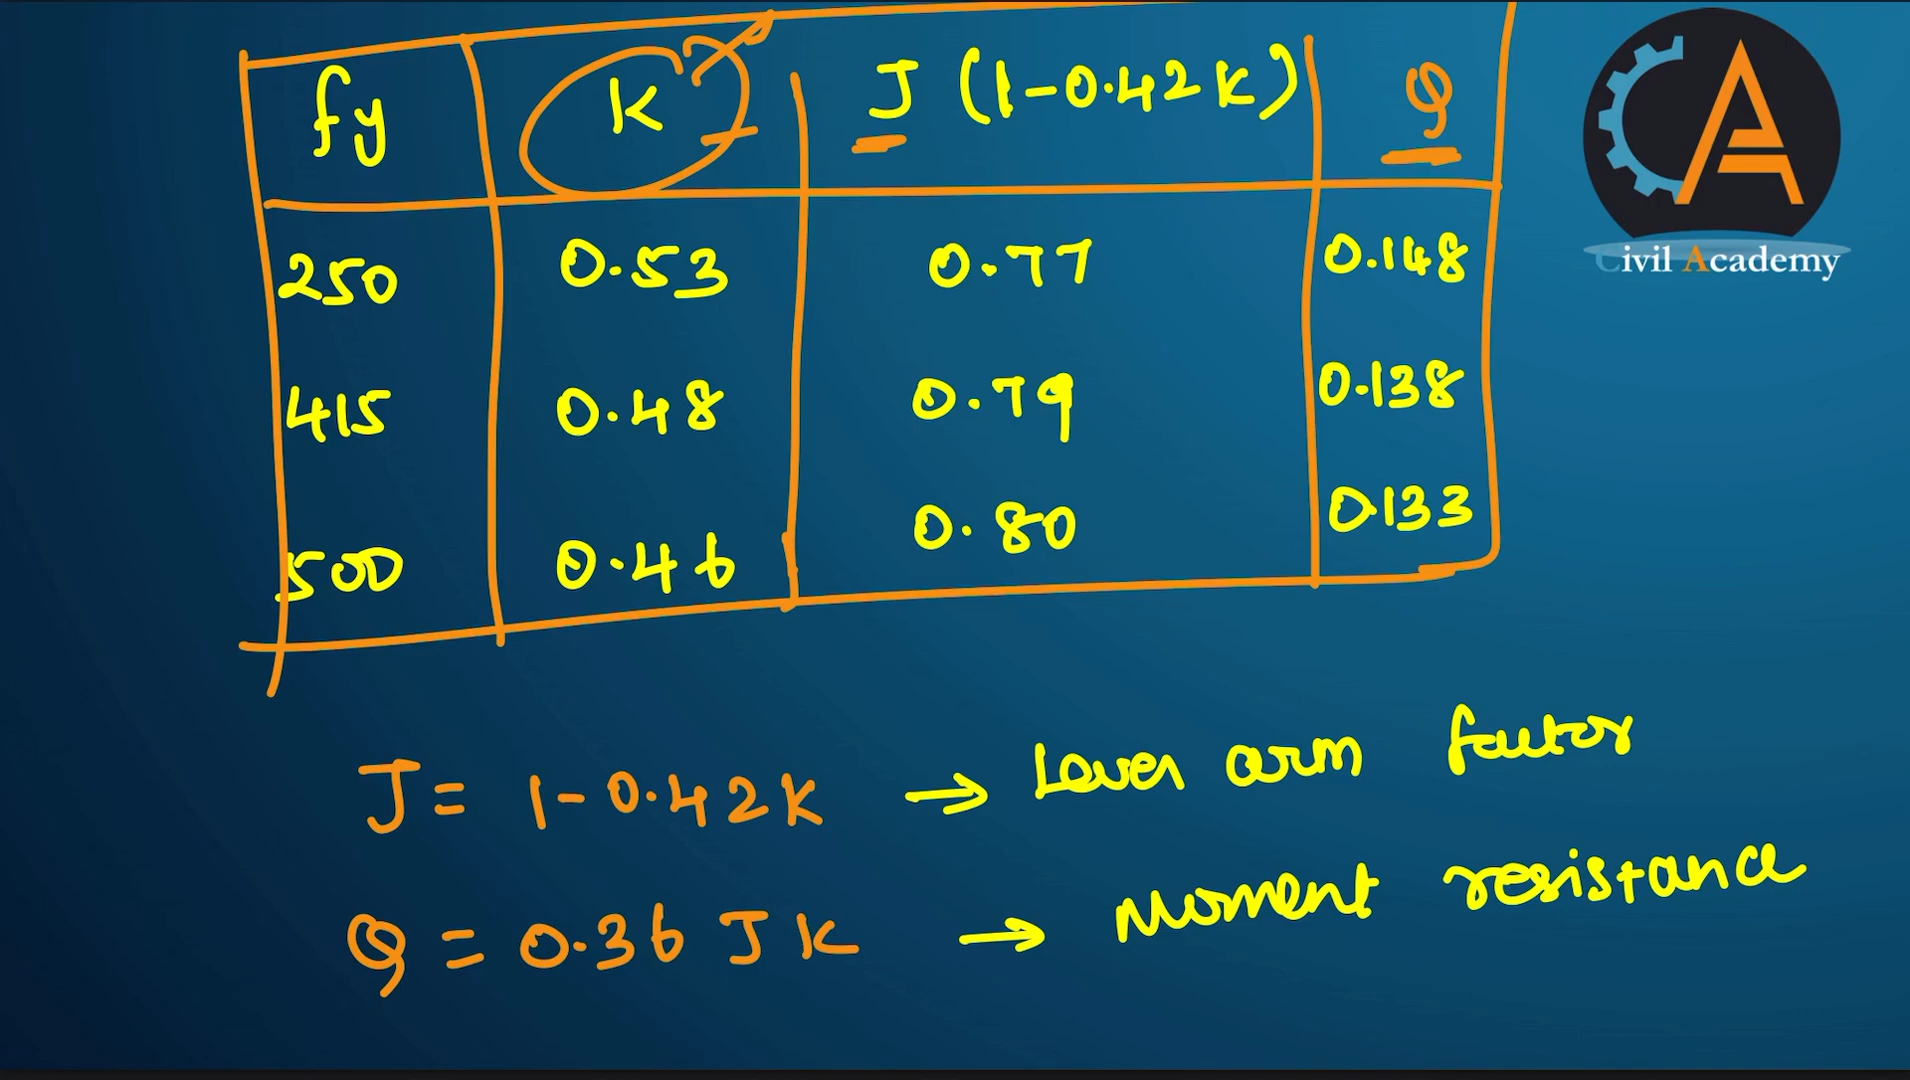 fy K J (1-0.42K) Q
250 0.53 0.77 0.148
415 0.48 0.79 0.138
500 0.46 0.80 0.133
J = 1-0.42K → Lever arm factor
Q = 0.36 J K → Moment resistance
Civil Academy